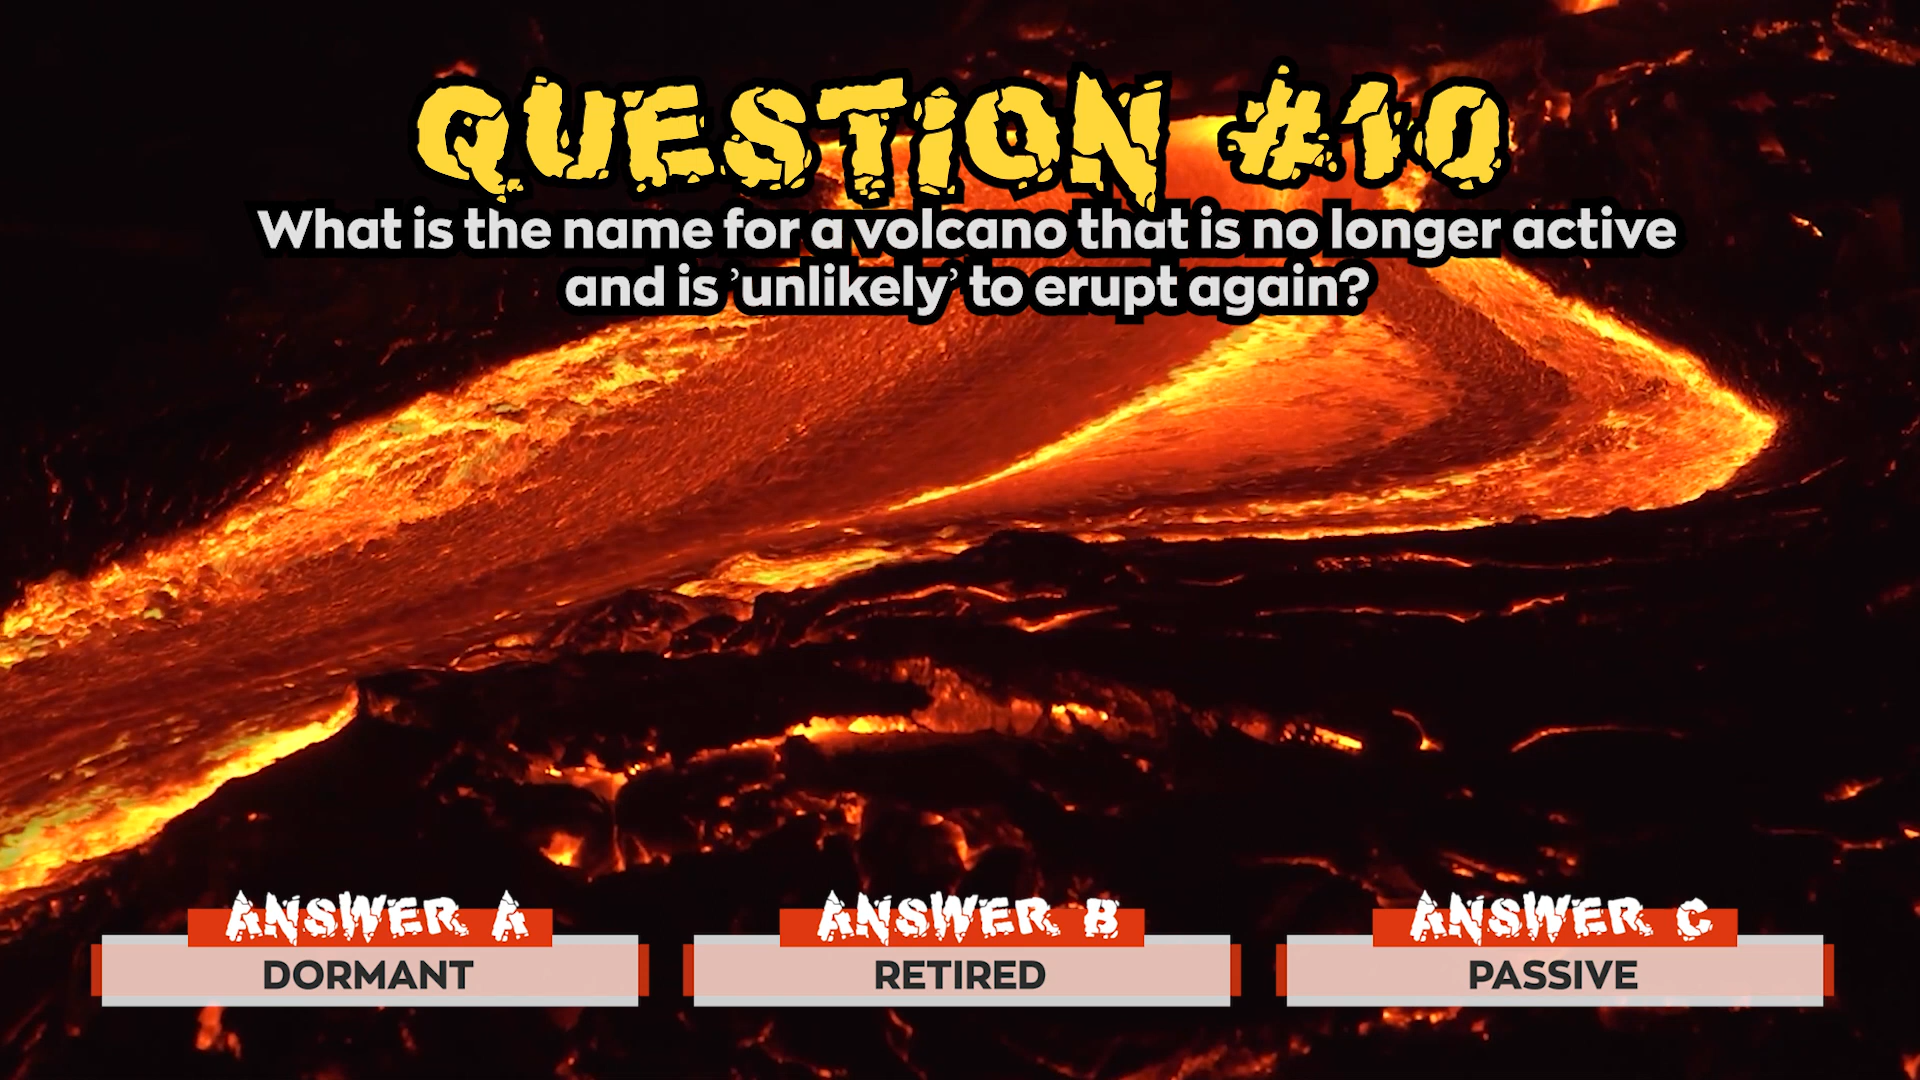 QUESTION #10
What is the name for a volcano that is no longer active
and is 'unlikely' to erupt again?
ANSWER A
DORMANT
ANSWER B
RETIRED
ANSWER C
PASSIVE